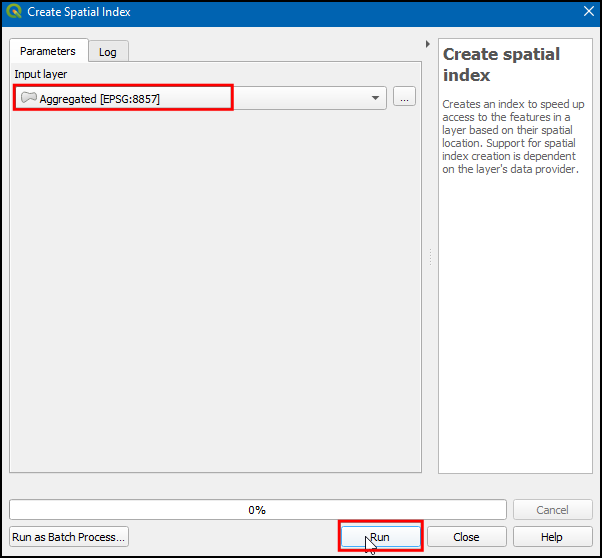 Create Spatial Index
Parameters
Log
Input layer
Aggregated [EPSG:8857]
...
Create spatial
index
Creates an index to speed up
access to the features in a
layer based on their spatial
location. Support for spatial
index creation is dependent
on the layer's data provider.
0%
Cancel
Run as Batch Process...
Run
Close
Help